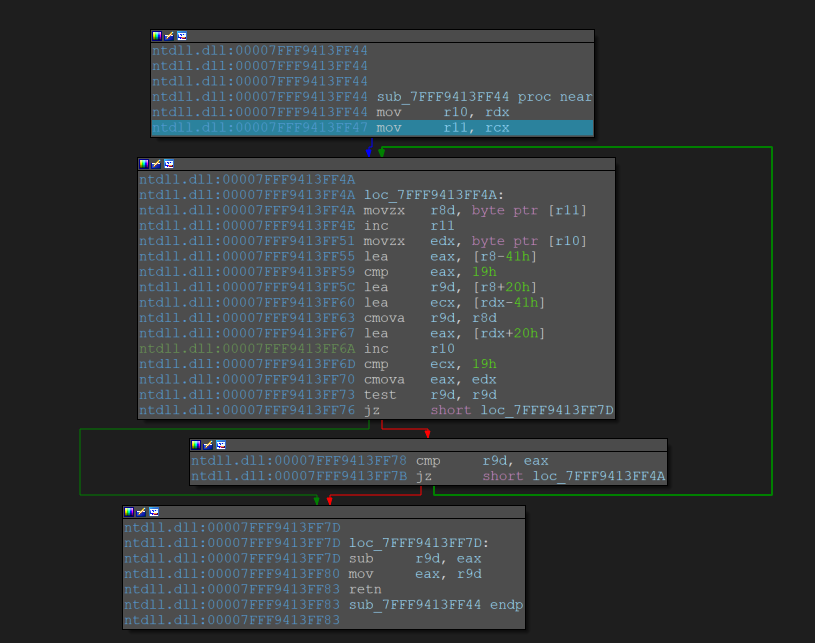 ntdll.dll:00007FFF9413FF44
ntdll.dll:00007FFF9413FF44
ntdll.dll:00007FFF9413FF44
ntdll.dll:00007FFF9413FF44 sub_7FFF9413FF44 proc near
ntdll.dll:00007FFF9413FF44 mov r10, rdx
ntdll.dll:00007FFF9413FF47 mov r11, rcx
ntdll.dll:00007FFF9413FF4A
ntdll.dll:00007FFF9413FF4A loc_7FFF9413FF4A:
ntdll.dll:00007FFF9413FF4A movzx r8d, byte ptr [r11]
ntdll.dll:00007FFF9413FF4E inc r11
ntdll.dll:00007FFF9413FF51 movzx edx, byte ptr [r10]
ntdll.dll:00007FFF9413FF55 lea eax, [r8-41h]
ntdll.dll:00007FFF9413FF59 cmp eax, 19h
ntdll.dll:00007FFF9413FF5C lea r9d, [r8+20h]
ntdll.dll:00007FFF9413FF60 lea ecx, [rdx-41h]
ntdll.dll:00007FFF9413FF63 cmova r9d, r8d
ntdll.dll:00007FFF9413FF67 lea eax, [rdx+20h]
ntdll.dll:00007FFF9413FF6A inc r10
ntdll.dll:00007FFF9413FF6D cmp ecx, 19h
ntdll.dll:00007FFF9413FF70 cmova eax, edx
ntdll.dll:00007FFF9413FF73 test r9d, r9d
ntdll.dll:00007FFF9413FF76 jz short loc_7FFF9413FF7D
ntdll.dll:00007FFF9413FF78 cmp r9d, eax
ntdll.dll:00007FFF9413FF7B jz short loc_7FFF9413FF4A
ntdll.dll:00007FFF9413FF7D
ntdll.dll:00007FFF9413FF7D loc_7FFF9413FF7D:
ntdll.dll:00007FFF9413FF7D sub r9d, eax
ntdll.dll:00007FFF9413FF80 mov eax, r9d
ntdll.dll:00007FFF9413FF83 retn
ntdll.dll:00007FFF9413FF83 sub_7FFF9413FF44 endp
ntdll.dll:00007FFF9413FF83